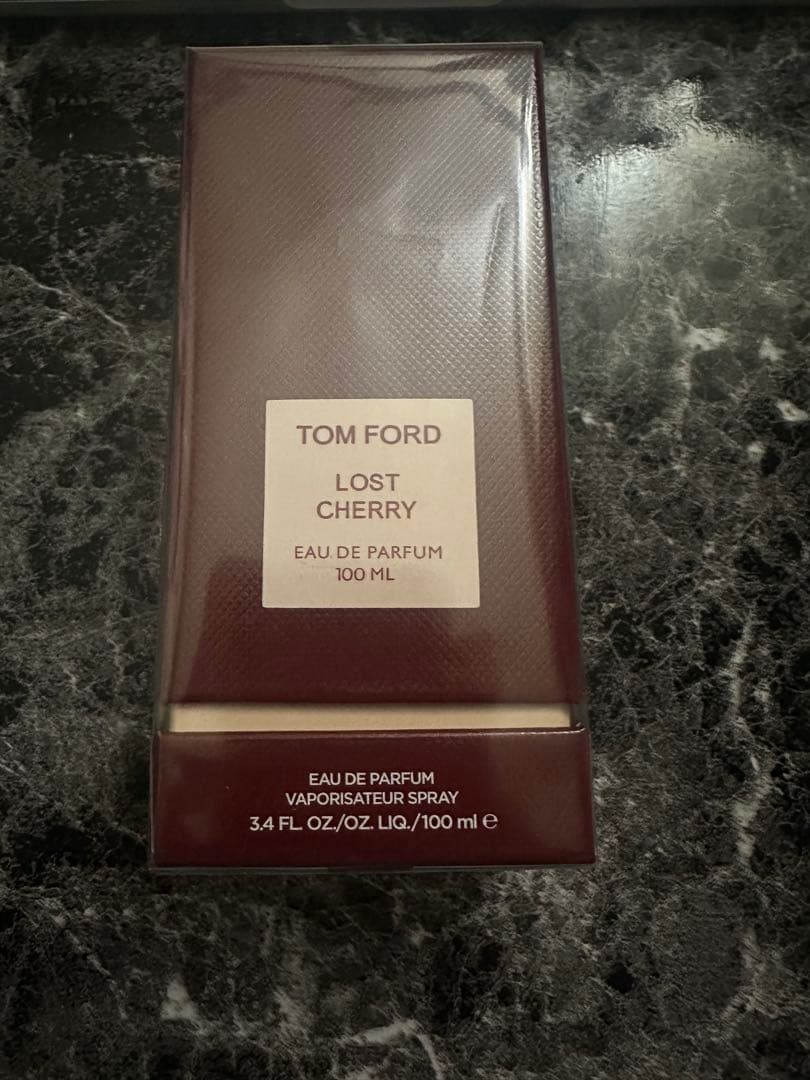 TOM FORD
LOST
CHERRY
EAU DE PARFUM
100 ML
EAU DE PARFUM
VAPORISATEUR SPRAY
3.4 FL. OZ./OZ. LIQ./100 ml ℮